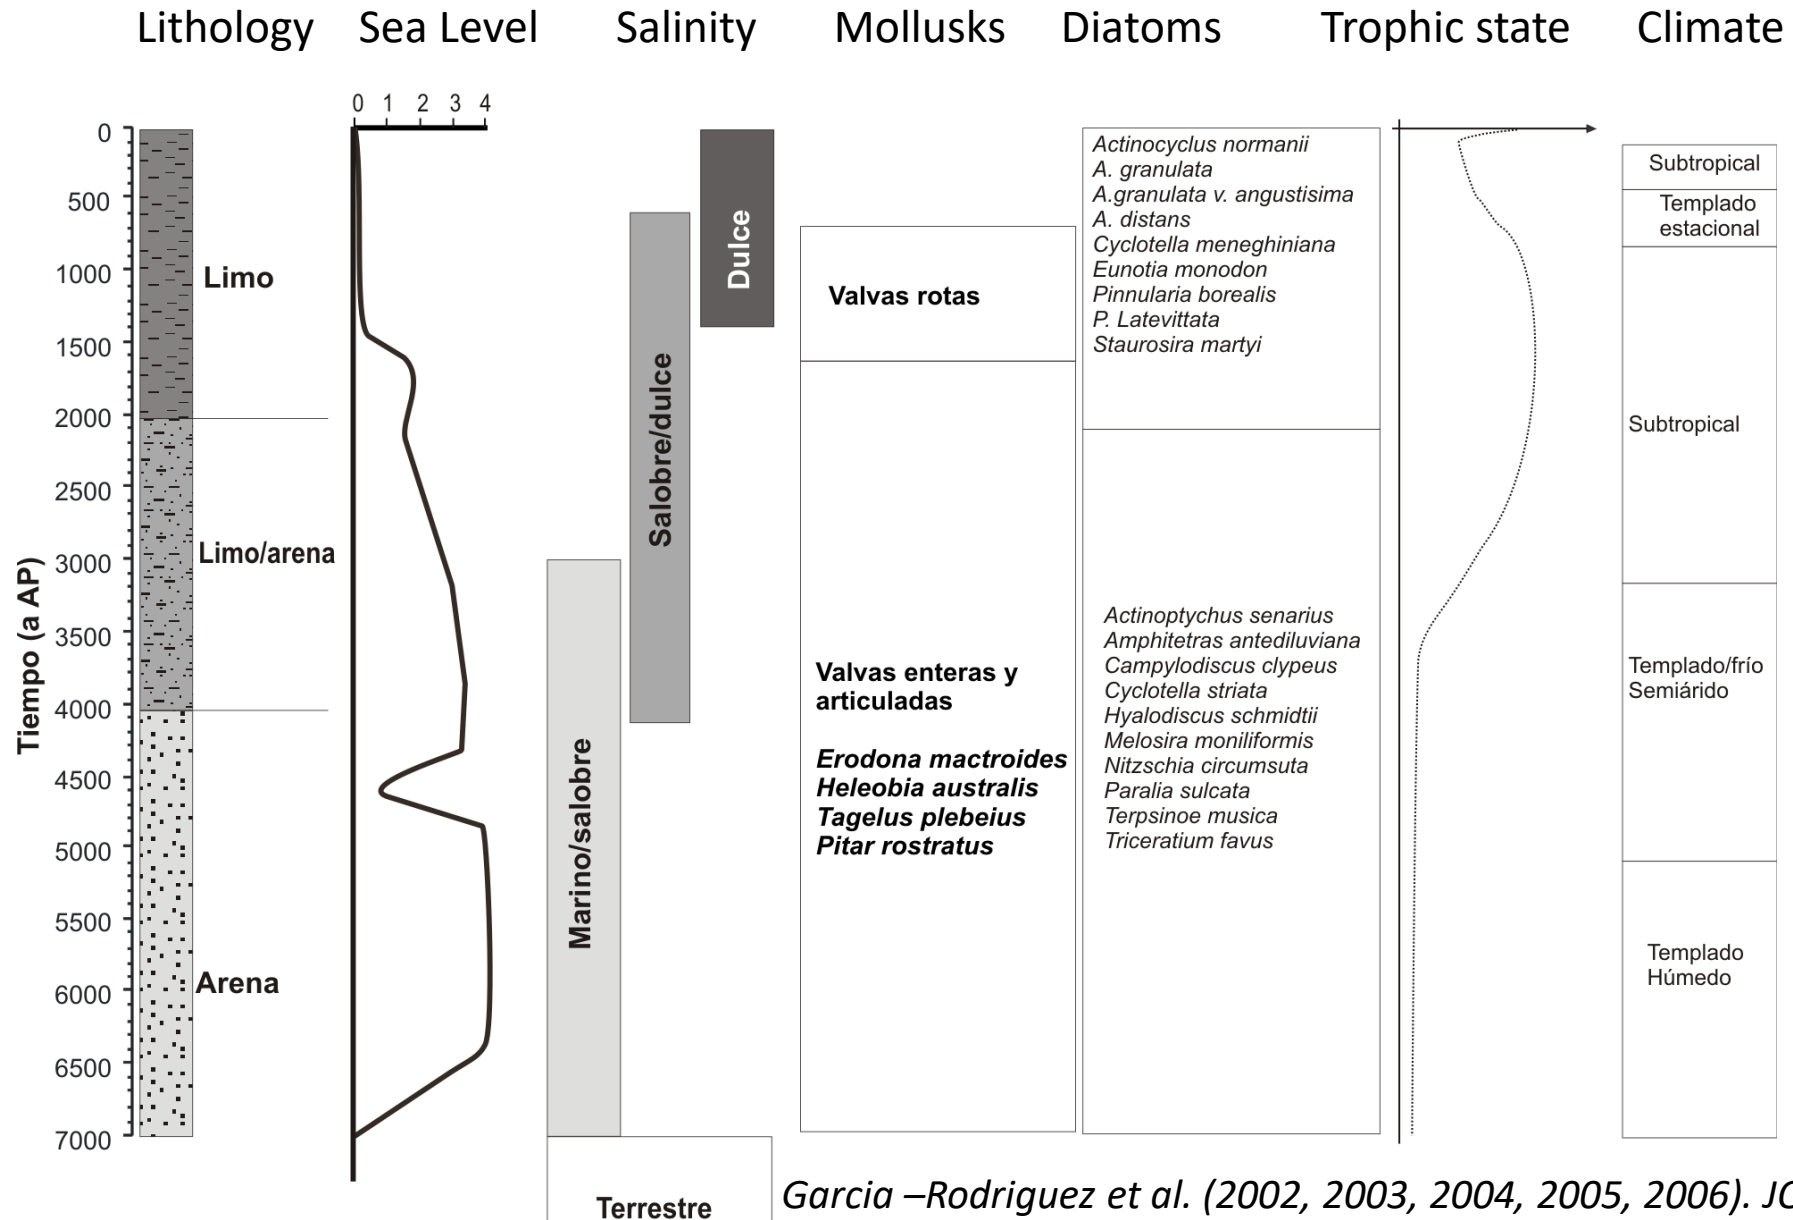 Lithology Sea Level Salinity Mollusks Diatoms Trophic state Climate
0 1 2 3 4
Tiempo (a AP)
0
500
1000
1500
2000
2500
3000
3500
4000
4500
5000
5500
6000
6500
7000
Limo
Limo/arena
Arena
Marino/salobre
Salobre/dulce
Dulce
Terrestre
Valvas rotas
Valvas enteras y
articuladas
Erodona mactroides
Heleobia australis
Tagelus plebeius
Pitar rostratus
Actinocyclus normanii
A. granulata
A.granulata v. angustisima
A. distans
Cyclotella meneghiniana
Eunotia monodon
Pinnularia borealis
P. Latevittata
Staurosira martyi
Actinoptychus senarius
Amphitetras antediluviana
Campylodiscus clypeus
Cyclotella striata
Hyalodiscus schmidtii
Melosira moniliformis
Nitzschia circumsuta
Paralia sulcata
Terpsinoe musica
Triceratium favus
Subtropical
Templado
estacional
Subtropical
Templado/frío
Semiárido
Templado
Húmedo
Garcia –Rodriguez et al. (2002, 2003, 2004, 2005, 2006).